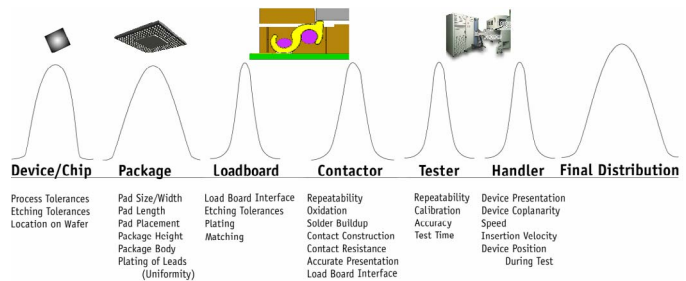 Device/Chip
Process Tolerances
Etching Tolerances
Location on Wafer
Package
Pad Size/Width
Pad Length
Pad Placement
Package Height
Package Body
Plating of Leads
(Uniformity)
Loadboard
Load Board Interface
Etching Tolerances
Plating
Matching
Contactor
Repeatability
Oxidation
Solder Buildup
Contact Construction
Contact Resistance
Accurate Presentation
Load Board Interface
Tester
Repeatability
Calibration
Accuracy
Test Time
Handler
Device Presentation
Device Coplanarity
Speed
Insertion Velocity
Device Position
During Test
Final Distribution